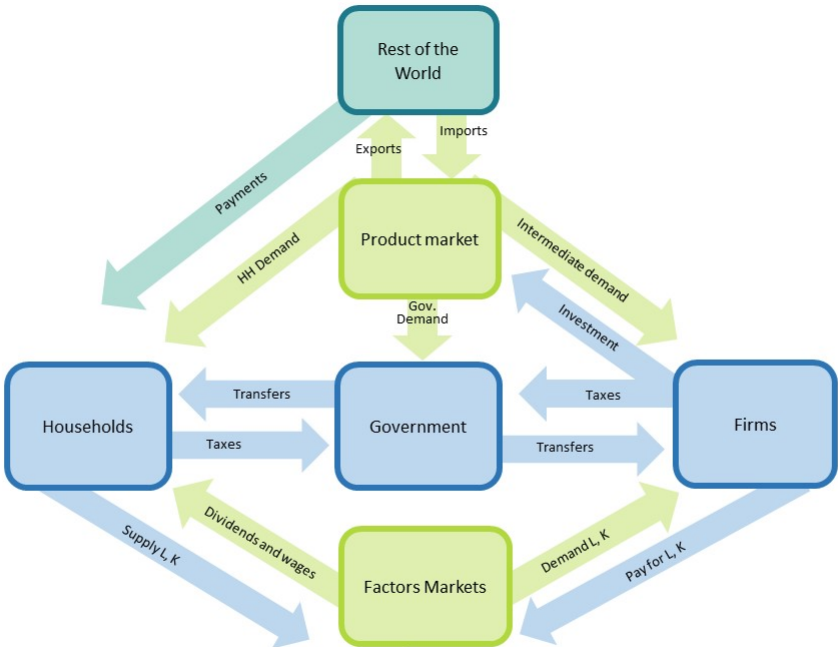 Rest of the
World
Imports
Exports
Payments
Product market
HH Demand
Intermediate demand
Gov.
Demand
Investment
Households
Transfers
Taxes
Government
Taxes
Transfers
Firms
Supply L, K
Dividends and wages
Factors Markets
Demand L, K
Pay for L, K